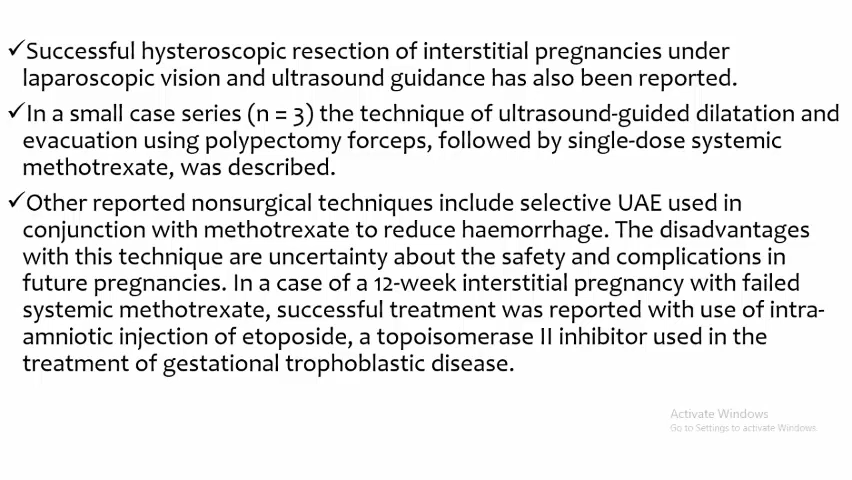 ✓Successful hysteroscopic resection of interstitial pregnancies under
laparoscopic vision and ultrasound guidance has also been reported.
✓In a small case series (n = 3) the technique of ultrasound-guided dilatation and
evacuation using polypectomy forceps, followed by single-dose systemic
methotrexate, was described.
✓Other reported nonsurgical techniques include selective UAE used in
conjunction with methotrexate to reduce haemorrhage. The disadvantages
with this technique are uncertainty about the safety and complications in
future pregnancies. In a case of a 12-week interstitial pregnancy with failed
systemic methotrexate, successful treatment was reported with use of intra-
amniotic injection of etoposide, a topoisomerase II inhibitor used in the
treatment of gestational trophoblastic disease.
Activate Windows
Go to Settings to activate Windows.